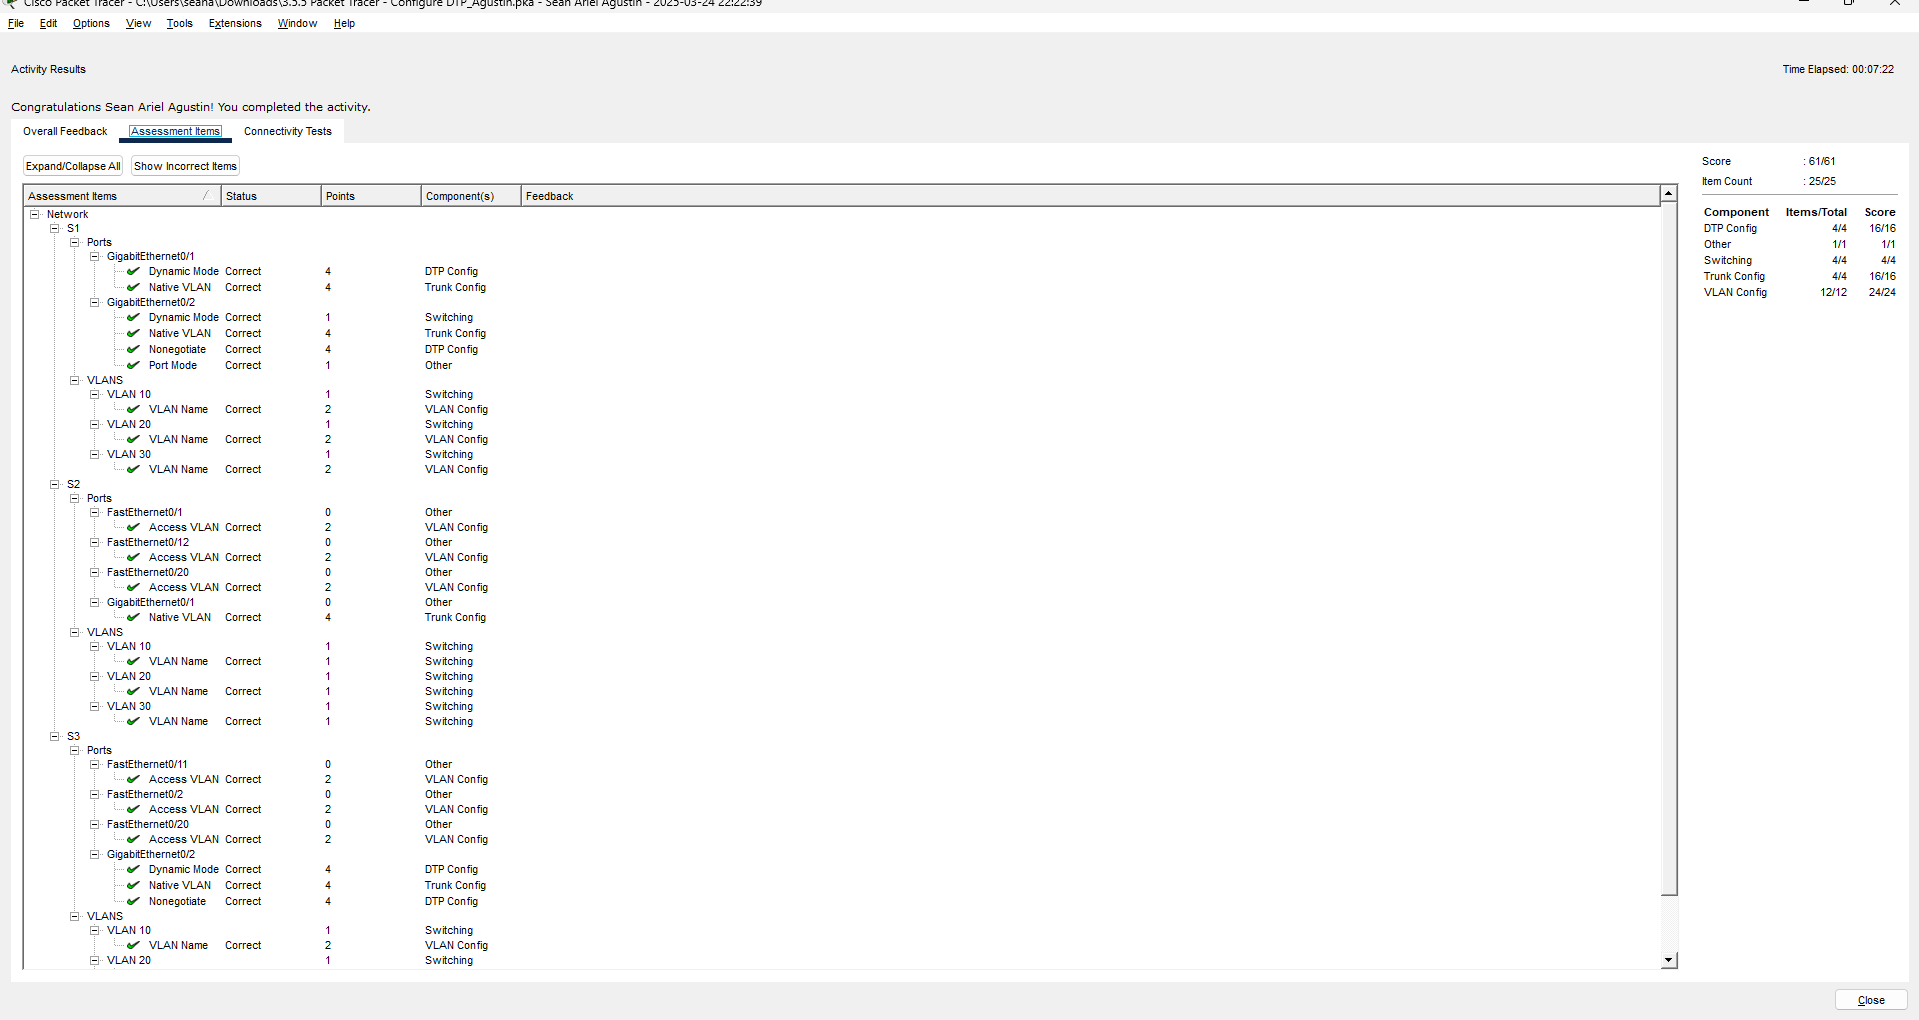 Cisco Packet Tracer - C:\Users\seana\Downloads\3.5.5 Packet Tracer - Configure DTP_Agustin.pka - Sean Ariel Agustin - 2025-03-24 22:22:39
File Edit Options View Tools Extensions Window Help
Activity Results
Time Elapsed: 00:07:22
Congratulations Sean Ariel Agustin! You completed the activity.
Overall Feedback Assessment Items Connectivity Tests
Expand/Collapse All Show Incorrect Items
Assessment Items Status Points Component(s) Feedback
Network
S1
Ports
GigabitEthernet0/1
Dynamic Mode Correct 4 DTP Config
Native VLAN Correct 4 Trunk Config
GigabitEthernet0/2
Dynamic Mode Correct 1 Switching
Native VLAN Correct 4 Trunk Config
Nonegotiate Correct 4 DTP Config
Port Mode Correct 1 Other
VLANS
VLAN 10 1 Switching
VLAN Name Correct 2 VLAN Config
VLAN 20 1 Switching
VLAN Name Correct 2 VLAN Config
VLAN 30 1 Switching
VLAN Name Correct 2 VLAN Config
S2
Ports
FastEthernet0/1 0 Other
Access VLAN Correct 2 VLAN Config
FastEthernet0/12 0 Other
Access VLAN Correct 2 VLAN Config
FastEthernet0/20 0 Other
Access VLAN Correct 2 VLAN Config
GigabitEthernet0/1 0 Other
Native VLAN Correct 4 Trunk Config
VLANS
VLAN 10 1 Switching
VLAN Name Correct 1 Switching
VLAN 20 1 Switching
VLAN Name Correct 1 Switching
VLAN 30 1 Switching
VLAN Name Correct 1 Switching
S3
Ports
FastEthernet0/11 0 Other
Access VLAN Correct 2 VLAN Config
FastEthernet0/2 0 Other
Access VLAN Correct 2 VLAN Config
FastEthernet0/20 0 Other
Access VLAN Correct 2 VLAN Config
GigabitEthernet0/2
Dynamic Mode Correct 4 DTP Config
Native VLAN Correct 4 Trunk Config
Nonegotiate Correct 4 DTP Config
VLANS
VLAN 10 1 Switching
VLAN Name Correct 2 VLAN Config
VLAN 20 1 Switching
Score : 61/61
Item Count : 25/25
Component Items/Total Score
DTP Config 4/4 16/16
Other 1/1 1/1
Switching 4/4 4/4
Trunk Config 4/4 16/16
VLAN Config 12/12 24/24
Close